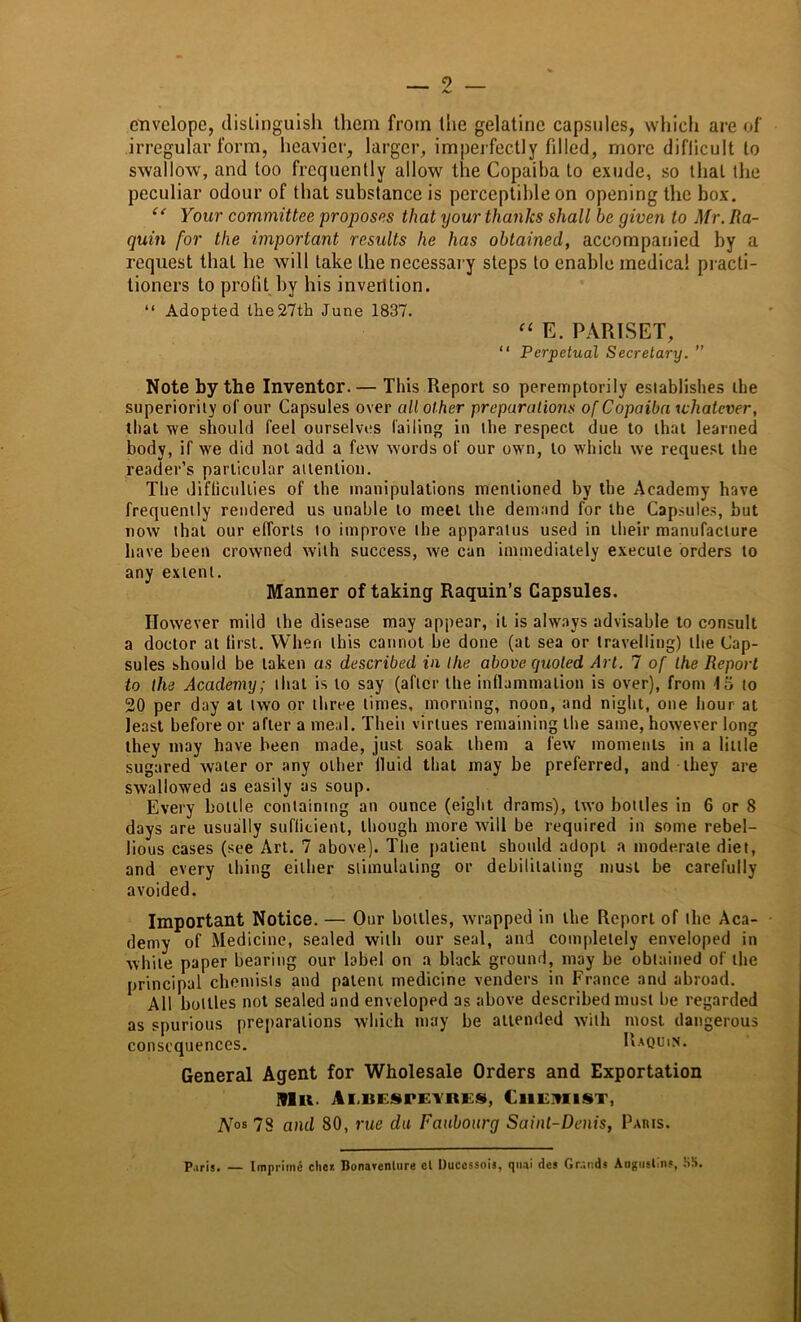 — 2 —
envelope, distinguish them from the gelatine capsules, which are of
irregular form, heavier, larger, imperfectly filled, more difficult to
swallow, and too frequently allow the Copaiba to exude, so that the
peculiar odour of that substance is perceptible on opening the box.
“ Your committee proposes that your thanks shall be given to Mr. Ra-
quin for the important results he has obtained, accompanied by a
request that he will take the necessary steps to enable medical practi-
tioners to profit by his invention.
“ Adopted the 27th June 1837.
“ E. PARISET,
“ Perpetual Secretary. ”
Note by the Inventor. — This Report so peremptorily establishes the
superiority of our Capsules over all other preparations of Copaiba whatever,
that we should feel ourselves failing in the respect due to that learned
body, if we did not add a few words of our own, to which we request the
reader’s particular attention.
The difficulties of the manipulations mentioned by the Academy have
frequently rendered us unable to meet the demand for the Capsules, but
now that our efforts to improve the apparatus used in their manufacture
have been crowned with success, we can immediately execute orders to
any extent.
Manner of taking Raquin’s Capsules.
However mild the disease may appear, it is always advisable to consult
a doctor at first. When this cannot be done (at sea or travelling) the Cap-
sules should be taken as described in the above quoted Art. 7 of the Report
to the Academy; that is to say (after the inflammation is over), from 15 to
20 per day at two or three times, morning, noon, and night, one hour at
least before or after a meal. Their virtues remaining the same, however long
they may have been made, just soak them a few moments in a little
sugared water or any other fluid that may be preferred, and they are
swallowed as easily as soup.
Every bottle containing an ounce (eight drams), two bottles in 6 or 8
days are usually sufficient, though more will be required in some rebel-
lious cases (see Art. 7 above). The patient should adopt a moderate diet,
and every thing either stimulating or debilitating must be carefully
avoided.
Important Notice. — Our bottles, wrapped in the Report of the Aca-
demy of Medicine, sealed with our seal, and completely enveloped in
white paper bearing our label on a black ground, may be obtained of the
principal chemists and patent medicine venders in France and abroad.
All bottles not sealed and enveloped as above described must be regarded
as spurious preparations which may be attended with most dangerous
consequences. RAQUIN.
General Agent for Wholesale Orders and Exportation
MR. ALBESPEYRES, CHEMIST,
Nos 78 and 80, rue du Faubourg Saint-Denis, PARIS.
Paris. — Imprimé chez Bonaventure et Ducessois, quai des Grands Augustins, 55.